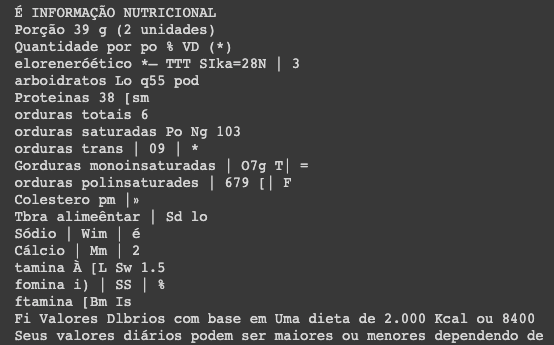 É INFORMAÇÃO NUTRICIONAL
Porção 39 g (2 unidades)
Quantidade por po % VD (*)
eloreneróético *— TTT SIka=28N | 3
arboidratos Lo q55 pod
Proteinas 38 [sm
orduras totais 6
orduras saturadas Po Ng 103
orduras trans | 09 | *
Gorduras monoinsaturadas | O7g T| =
orduras polinsaturades | 679 [| F
Colestero pm |»
Tbra alimeêntar | Sd lo
Sódio | Wim | é
Cálcio | Mm | 2
tamina À [L Sw 1.5
fomina i) | SS | %
ftamina [Bm Is
Fi Valores Dlbrios com base em Uma dieta de 2.000 Kcal ou 8400
Seus valores diários podem ser maiores ou menores dependendo de